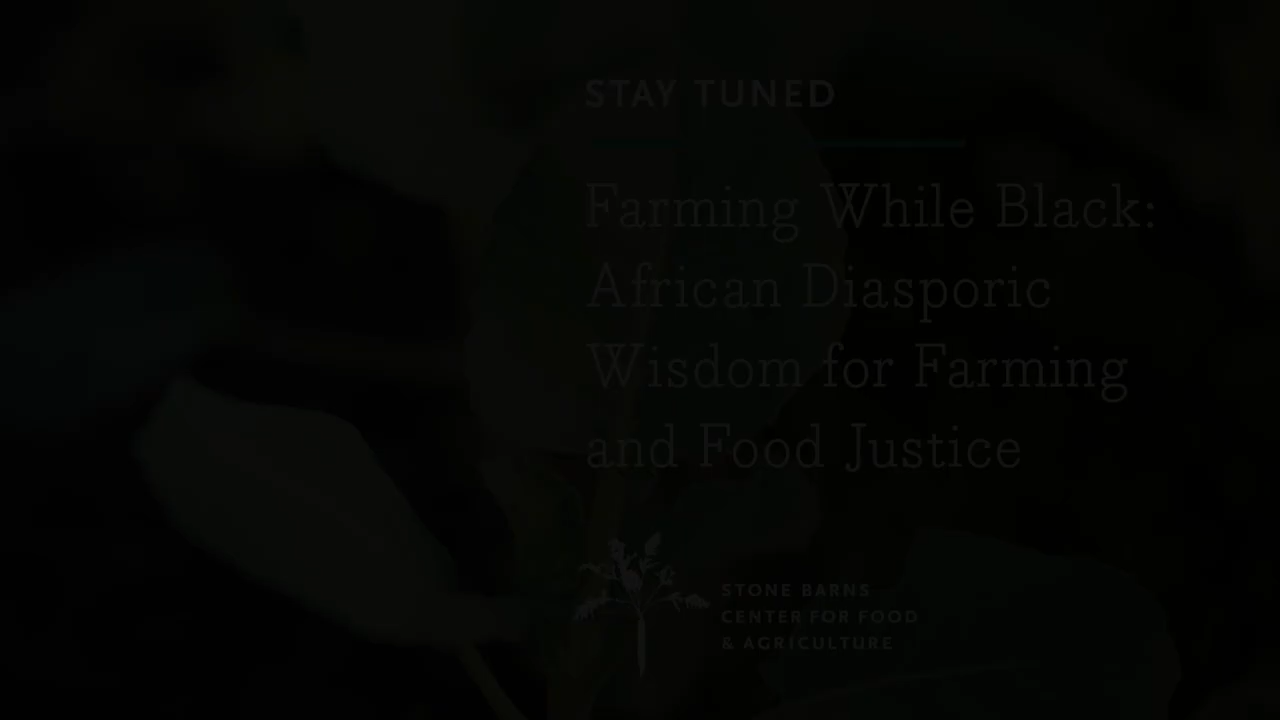 STAY TUNED
Farming While Black:
African Diasporic
Wisdom for Farming
and Food Justice
STONE BARNS
CENTER FOR FOOD
& AGRICULTURE